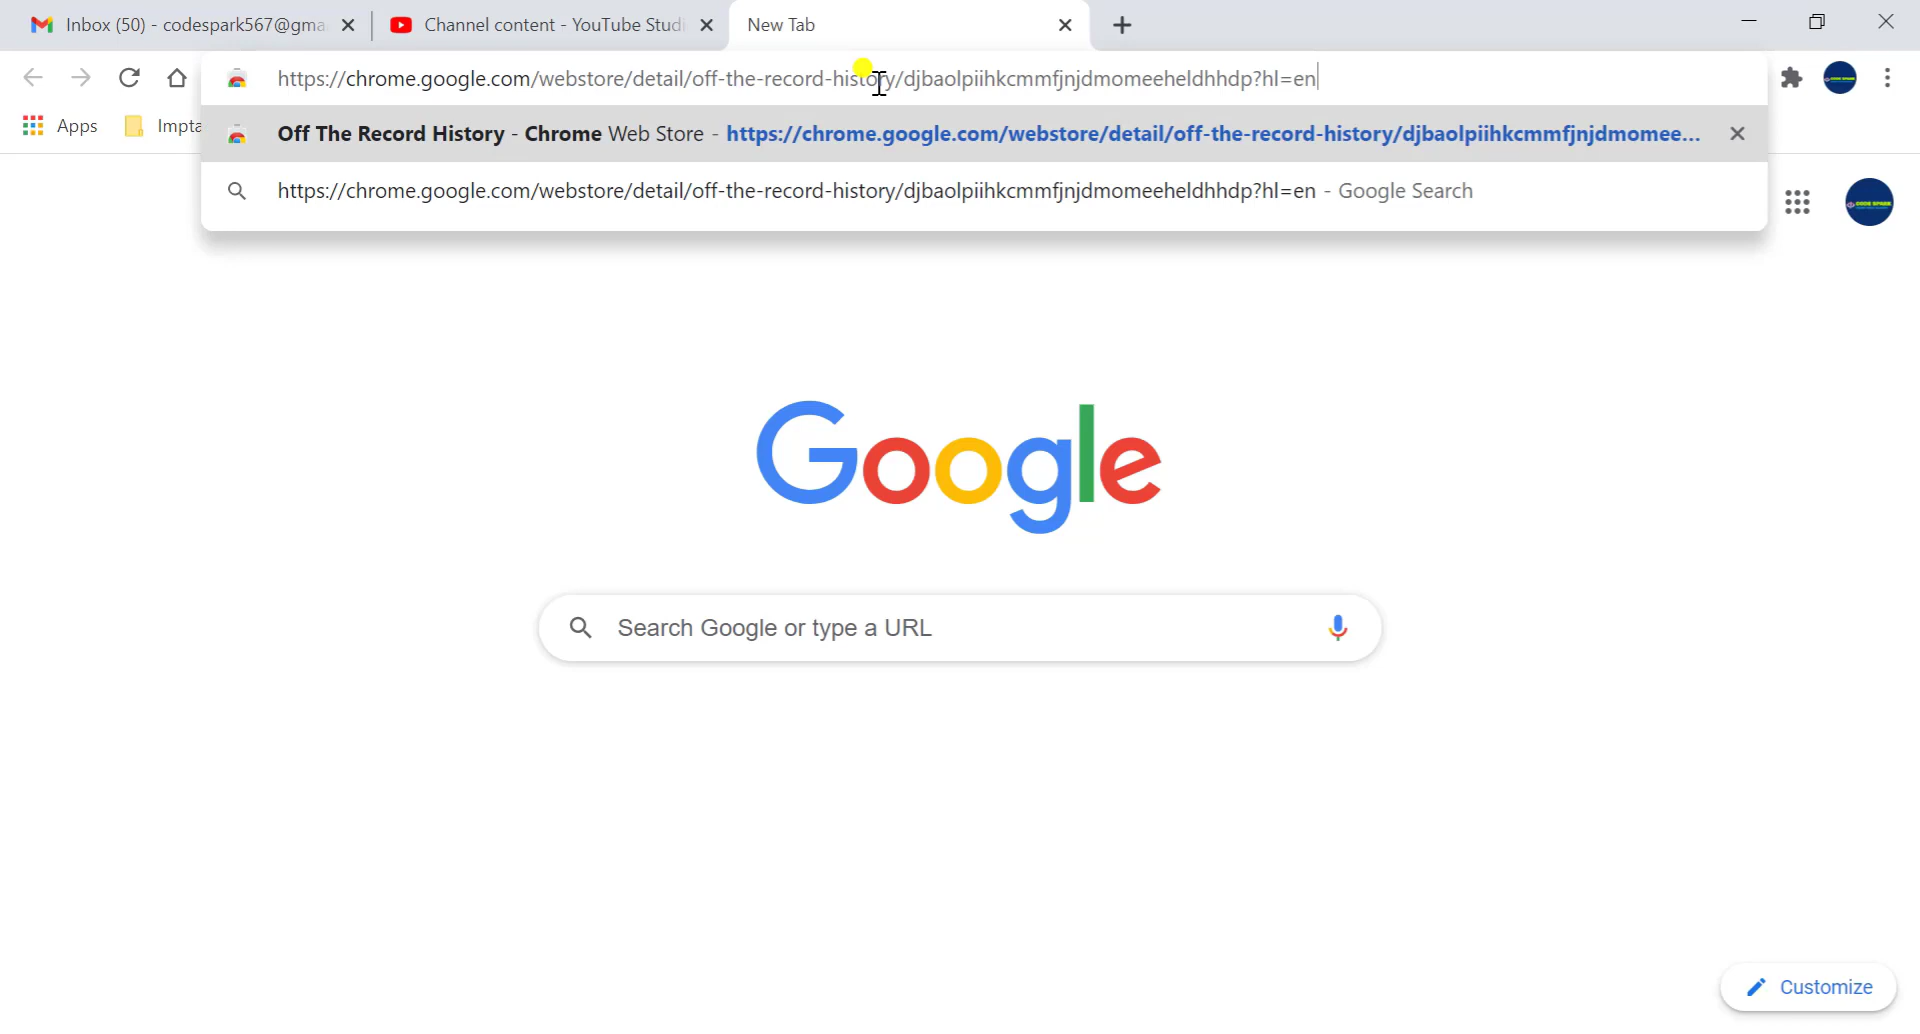 Inbox (50) - codespark567@gma
Channel content - YouTube Studi
New Tab
https://chrome.google.com/webstore/detail/off-the-record-history/djbaolpiihkcmmfjnjdmomeeheldhhdp?hl=en
Apps
Impta
Off The Record History - Chrome Web Store - https://chrome.google.com/webstore/detail/off-the-record-history/djbaolpiihkcmmfjnjdmomee...
https://chrome.google.com/webstore/detail/off-the-record-history/djbaolpiihkcmmfjnjdmomeeheldhhdp?hl=en - Google Search
CODE SPARK
Google
Search Google or type a URL
Customize